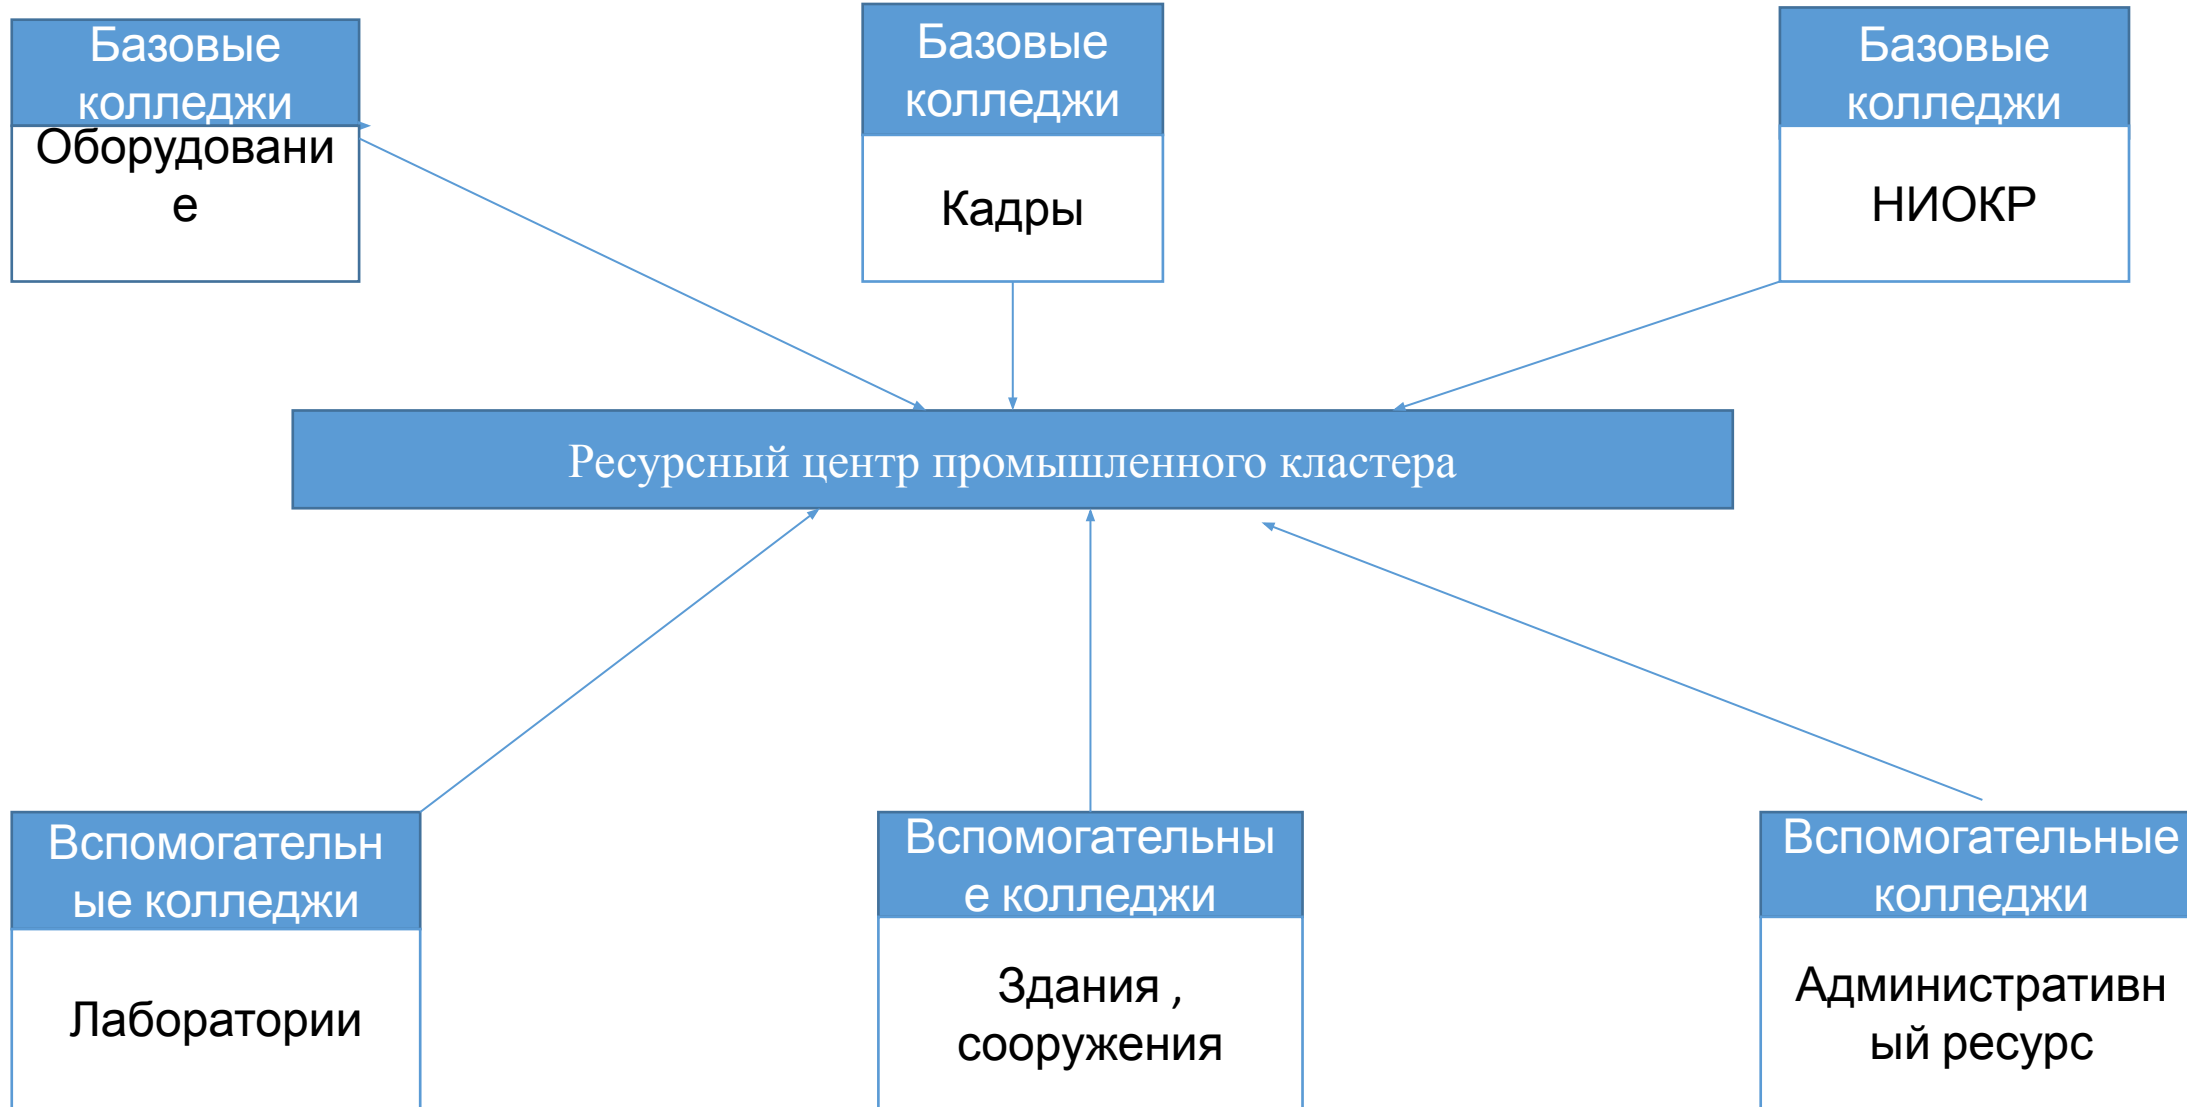 Базовые
колледжи
Оборудовани
е
Базовые
колледжи
Кадры
Базовые
колледжи
НИОКР
Ресурсный центр промышленного кластера
Вспомогательн
ые колледжи
Лаборатории
Вспомогательны
е колледжи
Здания ,
сооружения
Вспомогательные
колледжи
Административн
ый ресурс